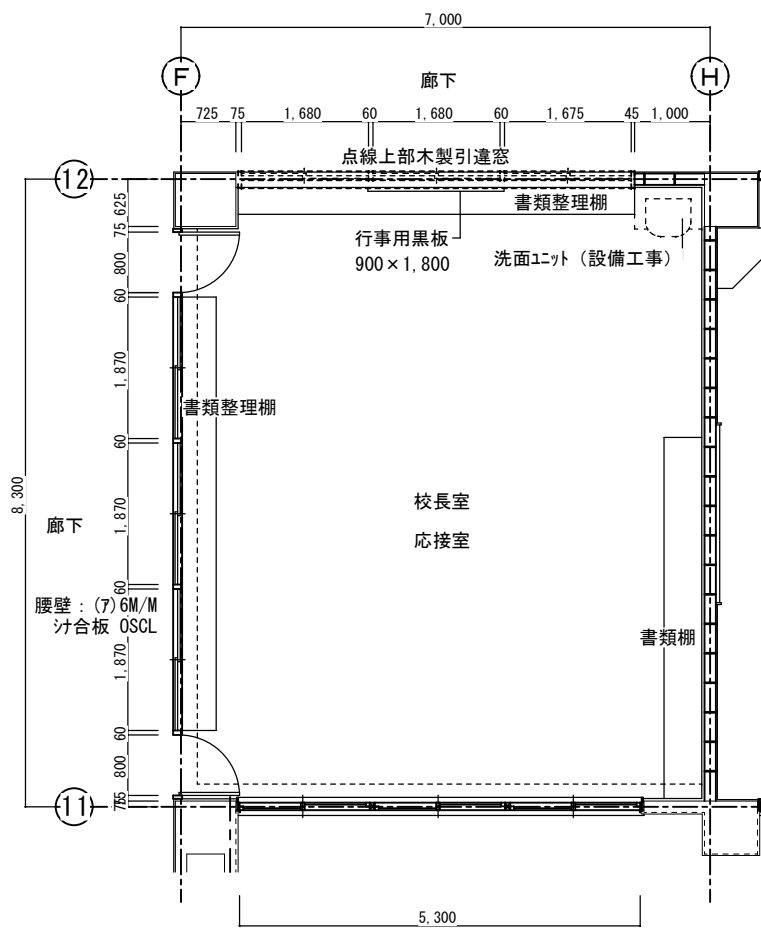 7,000
F
H
廊下
725 75 1,680 60 1,680 60 1,675 45 1,000
点線上部木製引違窓
12
書類整理棚
行事用黒板
900×1,800
洗面ﾕﾆｯﾄ（設備工事）
625
75
800
60
1,870
60
1,870
60
1,870
60
800
75
8,300
書類整理棚
校長室
応接室
廊下
腰壁：(ｱ)6M/M
ｼﾅ合板 OSCL
書類棚
11
5,300